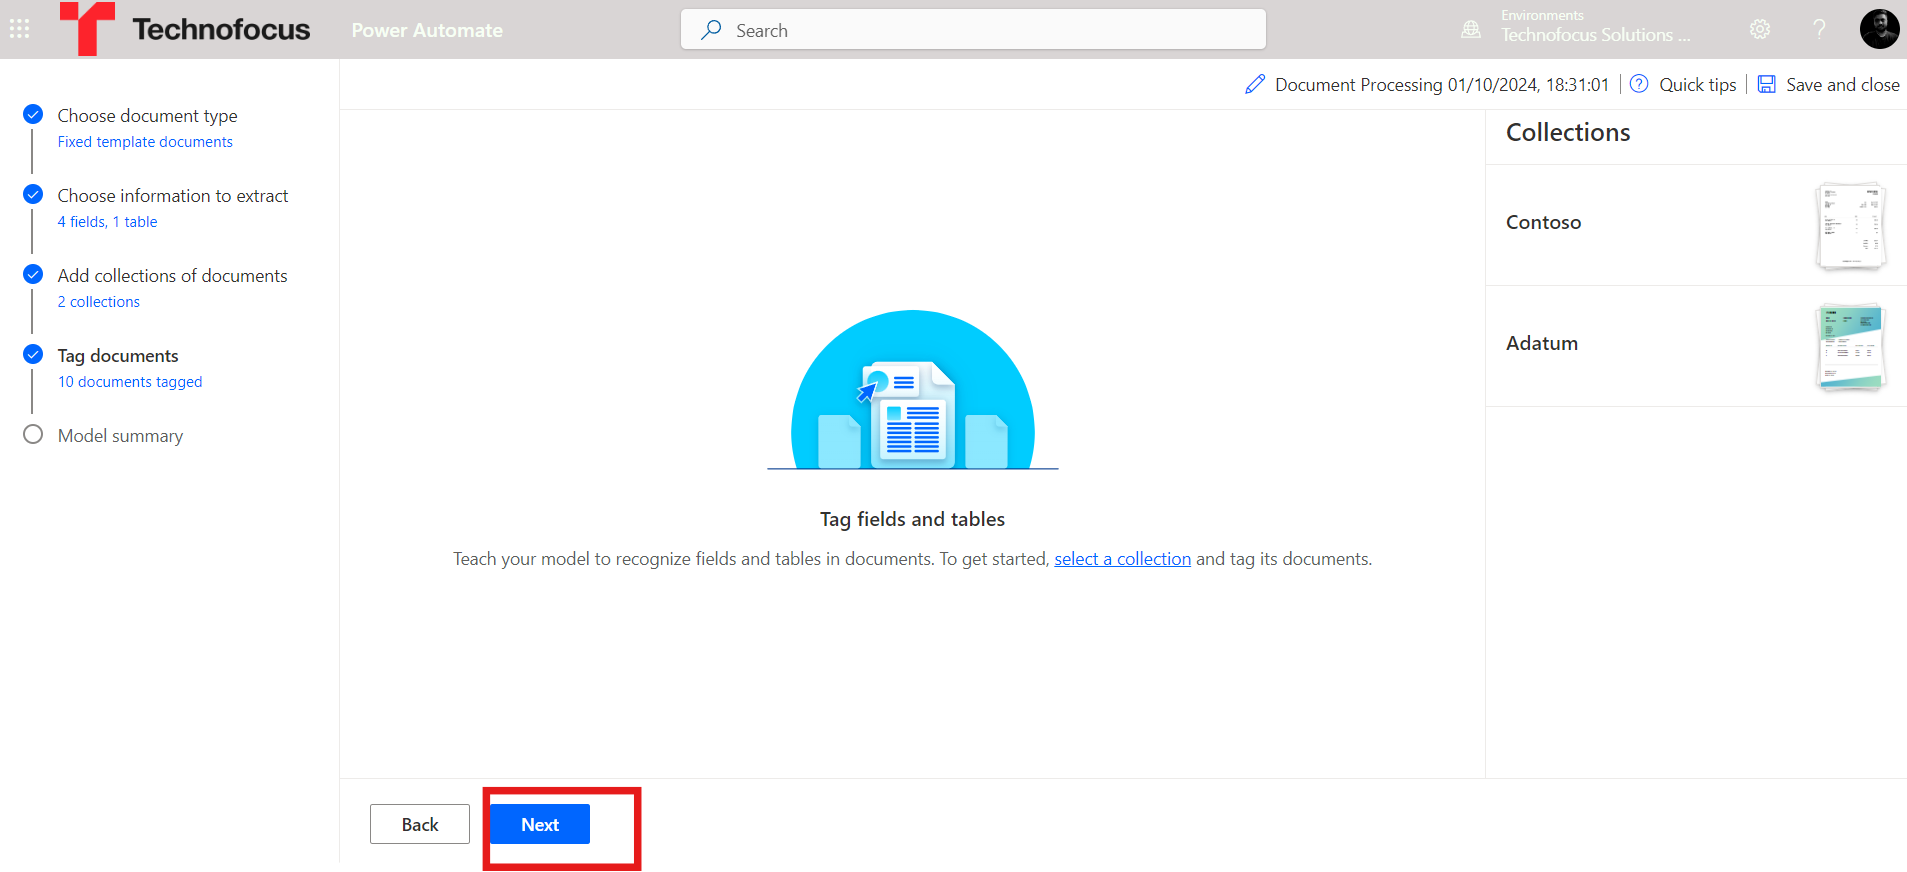 Technofocus
Power Automate
Search
Environments
Technofocus Solutions ...
Document Processing 01/10/2024, 18:31:01
Quick tips
Save and close
Choose document type
Fixed template documents
Choose information to extract
4 fields, 1 table
Add collections of documents
2 collections
Tag documents
10 documents tagged
Model summary
Tag fields and tables
Teach your model to recognize fields and tables in documents. To get started, select a collection and tag its documents.
Collections
Contoso
Adatum
Back
Next